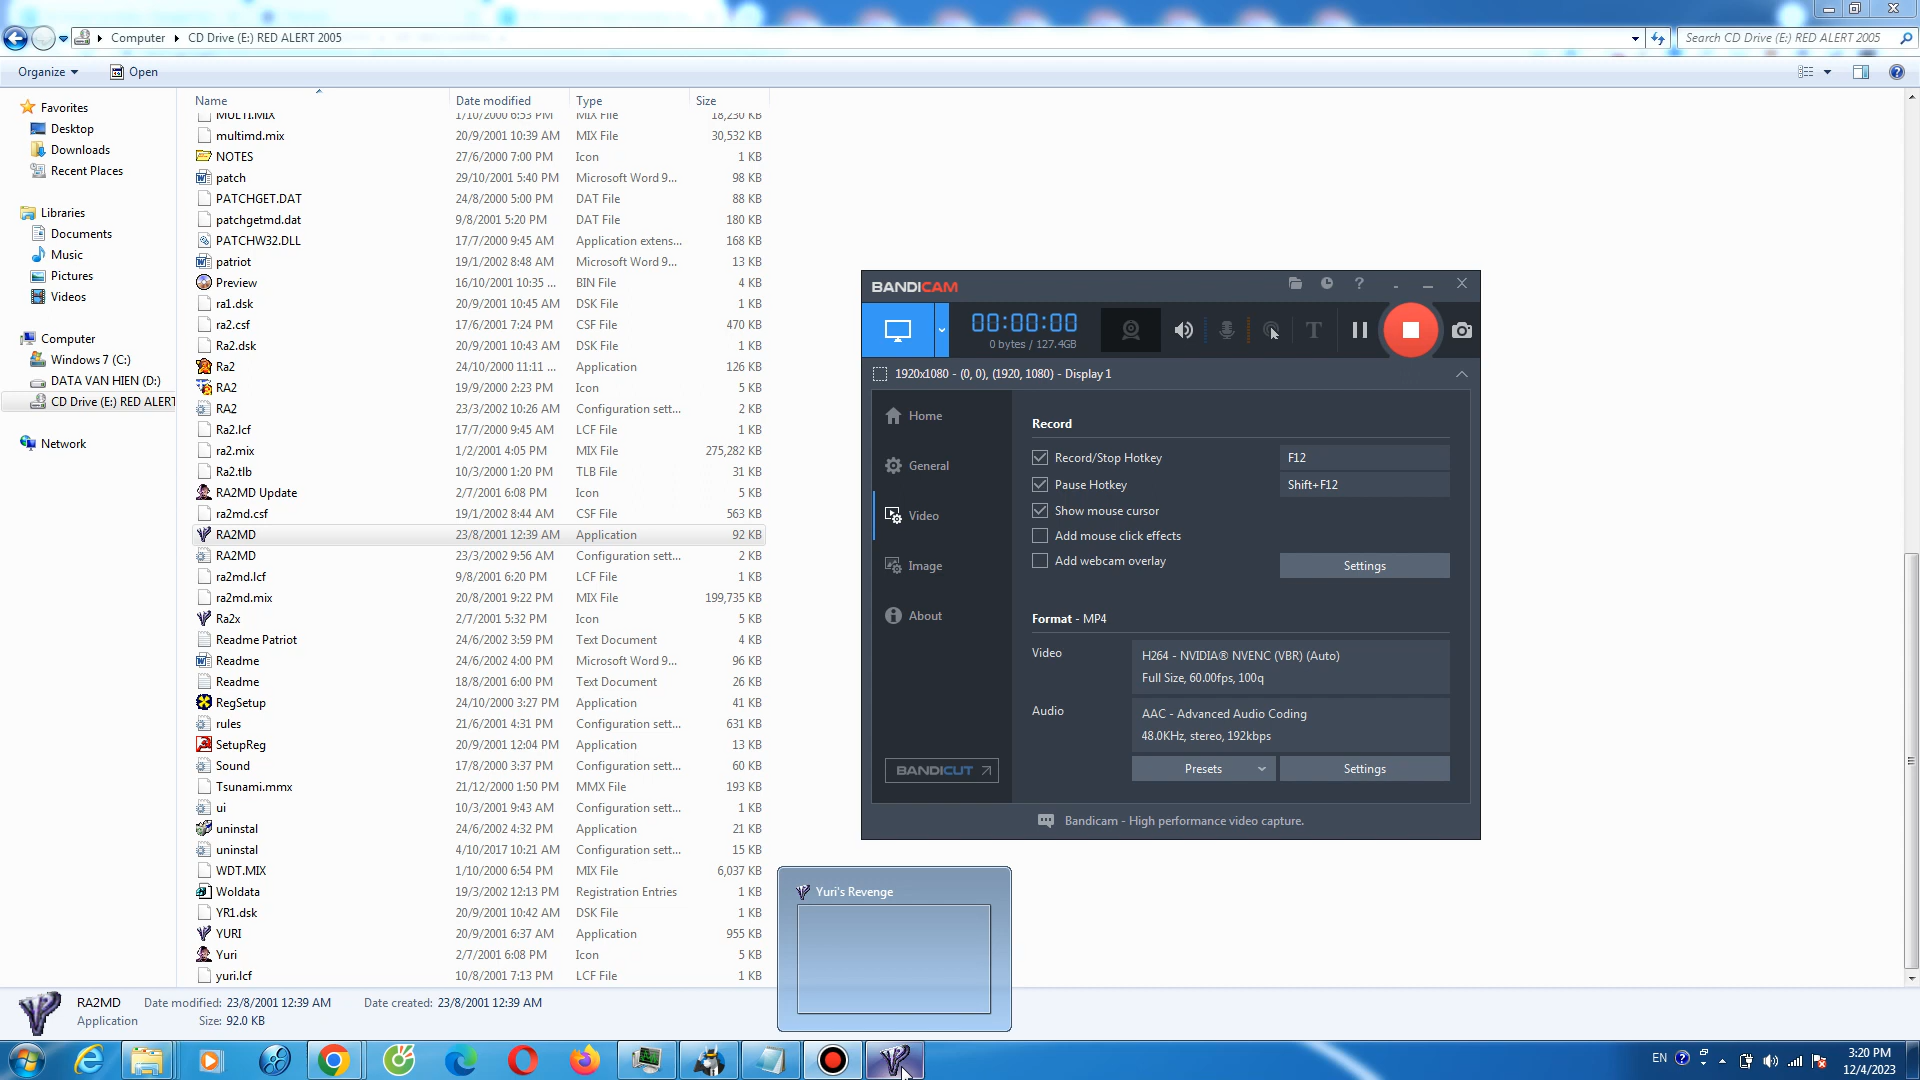 Computer
CD Drive (E:) RED ALERT 2005
Search CD Drive (E:) RED ALERT 2005
Organize
Open
Name Date modified Type Size
MULTI.MIX 1/10/2000 6:53 PM MIX File 18,230 KB
multimd.mix 20/9/2001 10:39 AM MIX File 30,532 KB
NOTES 27/6/2000 7:00 PM Icon 1 KB
patch 29/10/2001 5:40 PM Microsoft Word 9... 98 KB
PATCHGET.DAT 24/8/2000 5:00 PM DAT File 88 KB
patchgetmd.dat 9/8/2001 5:20 PM DAT File 180 KB
PATCHW32.DLL 17/7/2000 9:45 AM Application extens... 168 KB
patriot 19/1/2002 8:48 AM Microsoft Word 9... 13 KB
Preview 16/10/2001 10:35 ... BIN File 4 KB
ra1.dsk 20/9/2001 10:45 AM DSK File 1 KB
ra2.csf 17/6/2001 7:24 PM CSF File 470 KB
Ra2.dsk 20/9/2001 10:43 AM DSK File 1 KB
Ra2 24/10/2000 11:11 ... Application 126 KB
RA2 19/9/2000 2:23 PM Icon 5 KB
RA2 23/3/2002 10:26 AM Configuration sett... 2 KB
Ra2.lcf 17/7/2000 9:45 AM LCF File 1 KB
ra2.mix 1/2/2001 4:05 PM MIX File 275,282 KB
Ra2.tlb 10/3/2000 1:20 PM TLB File 31 KB
RA2MD Update 2/7/2001 6:08 PM Icon 5 KB
ra2md.csf 19/1/2002 8:44 AM CSF File 563 KB
RA2MD 23/8/2001 12:39 AM Application 92 KB
RA2MD 23/3/2002 9:56 AM Configuration sett... 2 KB
ra2md.lcf 9/8/2001 6:20 PM LCF File 1 KB
ra2md.mix 20/8/2001 9:22 PM MIX File 199,735 KB
Ra2x 2/7/2001 5:32 PM Icon 5 KB
Readme Patriot 24/6/2002 3:59 PM Text Document 4 KB
Readme 24/6/2002 4:00 PM Microsoft Word 9... 96 KB
Readme 18/8/2001 6:00 PM Text Document 26 KB
RegSetup 24/10/2000 3:27 PM Application 41 KB
rules 21/6/2001 4:31 PM Configuration sett... 631 KB
SetupReg 20/9/2001 12:04 PM Application 13 KB
Sound 17/8/2000 3:37 PM Configuration sett... 60 KB
Tsunami.mmx 21/12/2000 1:50 PM MMX File 193 KB
ui 10/3/2001 9:43 AM Configuration sett... 1 KB
uninstal 24/6/2002 4:32 PM Application 21 KB
uninstal 4/10/2017 10:21 AM Configuration sett... 15 KB
WDT.MIX 1/10/2000 6:54 PM MIX File 6,037 KB
Woldata 19/3/2002 12:13 PM Registration Entries 1 KB
YR1.dsk 20/9/2001 10:42 AM DSK File 1 KB
YURI 20/9/2001 6:37 AM Application 955 KB
Yuri 2/7/2001 6:08 PM Icon 5 KB
yuri.lcf 10/8/2001 7:13 PM LCF File 1 KB
Favorites
Desktop
Downloads
Recent Places
Libraries
Documents
Music
Pictures
Videos
Computer
Windows 7 (C:)
DATA VAN HIEN (D:)
CD Drive (E:) RED ALERT
Network
BANDICAM
00:00:00
0 bytes / 127.4GB
1920x1080 - (0, 0), (1920, 1080) - Display 1
Home
General
Video
Image
About
BANDICUT
Record
Record/Stop Hotkey F12
Pause Hotkey Shift+F12
Show mouse cursor
Add mouse click effects
Add webcam overlay
Settings
Format - MP4
Video
H264 - NVIDIA® NVENC (VBR) (Auto)
Full Size, 60.00fps, 100q
Audio
AAC - Advanced Audio Coding
48.0KHz, stereo, 192kbps
Presets Settings
Bandicam - High performance video capture.
Yuri's Revenge
RA2MD Date modified: 23/8/2001 12:39 AM Date created: 23/8/2001 12:39 AM
Application Size: 92.0 KB
EN
3:20 PM
12/4/2023